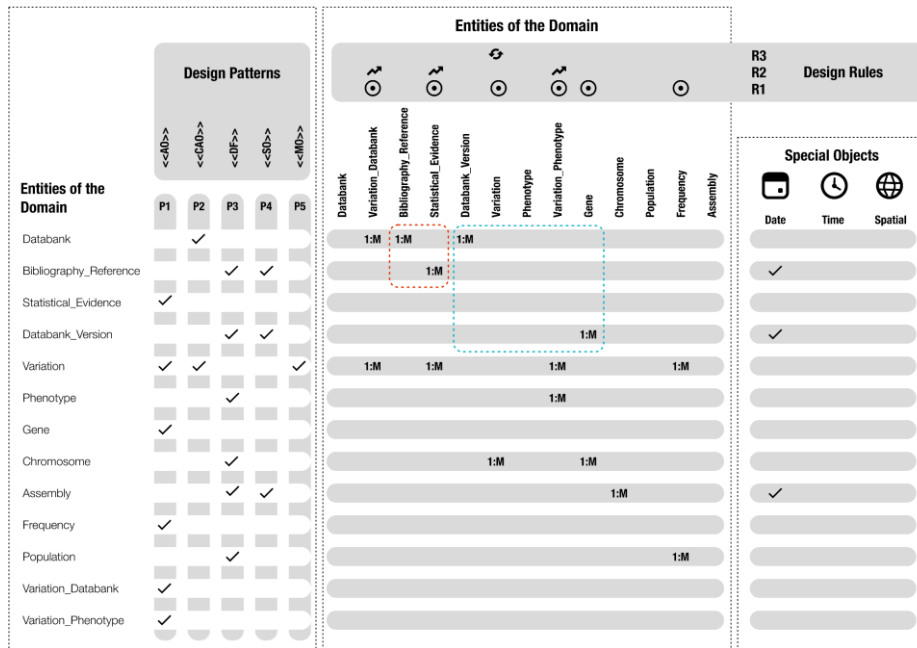 Entities of the Domain
R3
R2
R1
Design Rules
Design Patterns
<<AO>>
<<CAO>>
<<DF>>
<<SO>>
<<MO>>
Databank
Variation_Databank
Bibliography_Reference
Statistical_Evidence
Databank_Version
Variation
Phenotype
Variation_Phenotype
Gene
Chromosome
Population
Frequency
Assembly
Special Objects
Date Time Spatial
Entities of the
Domain
P1 P2 P3 P4 P5
Databank 1:M 1:M 1:M
Bibliography_Reference 1:M
Statistical_Evidence
Databank_Version 1:M
Variation 1:M 1:M 1:M 1:M
Phenotype 1:M
Gene
Chromosome 1:M 1:M
Assembly 1:M
Frequency
Population 1:M
Variation_Databank
Variation_Phenotype